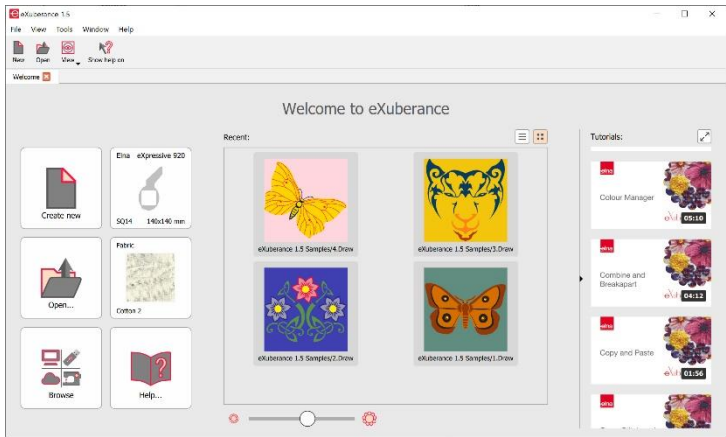 eXuberance 1.5
File View Tools Window Help
New Open View Show help on
Welcome
Welcome to eXuberance
Recent:
Tutorials:
Create new
Elna eXpressive 920
SQ14 140x140 mm
Open...
Fabric
Cotton 2
Browse
Help...
eXuberance 1.5 Samples/4.Draw
eXuberance 1.5 Samples/3.Draw
eXuberance 1.5 Samples/2.Draw
eXuberance 1.5 Samples/1.Draw
elna
Colour Manager
05:10
elna
Combine and
Breakapart
04:12
elna
Copy and Paste
01:56
elna